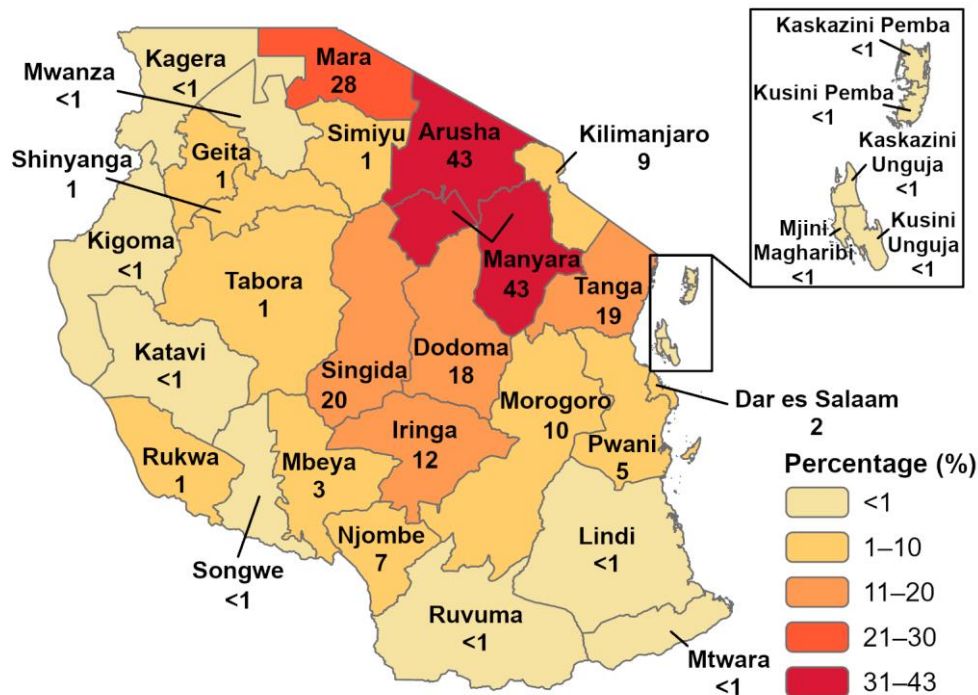 Kagera
<1
Mwanza
<1
Mara
28
Simiyu
1
Arusha
43
Kilimanjaro
9
Shinyanga
1
Geita
1
Kigoma
<1
Manyara
43
Tabora
1
Tanga
19
Katavi
<1
Singida
20
Dodoma
18
Morogoro
10
Dar es Salaam
2
Iringa
12
Pwani
5
Rukwa
1
Mbeya
3
Njombe
7
Lindi
<1
Songwe
<1
Ruvuma
<1
Mtwara
<1
Kaskazini Pemba
<1
Kusini Pemba
<1
Kaskazini
Unguja
<1
Mjini
Magharibi
<1
Kusini
Unguja
<1
Percentage (%)
<1
1–10
11–20
21–30
31–43